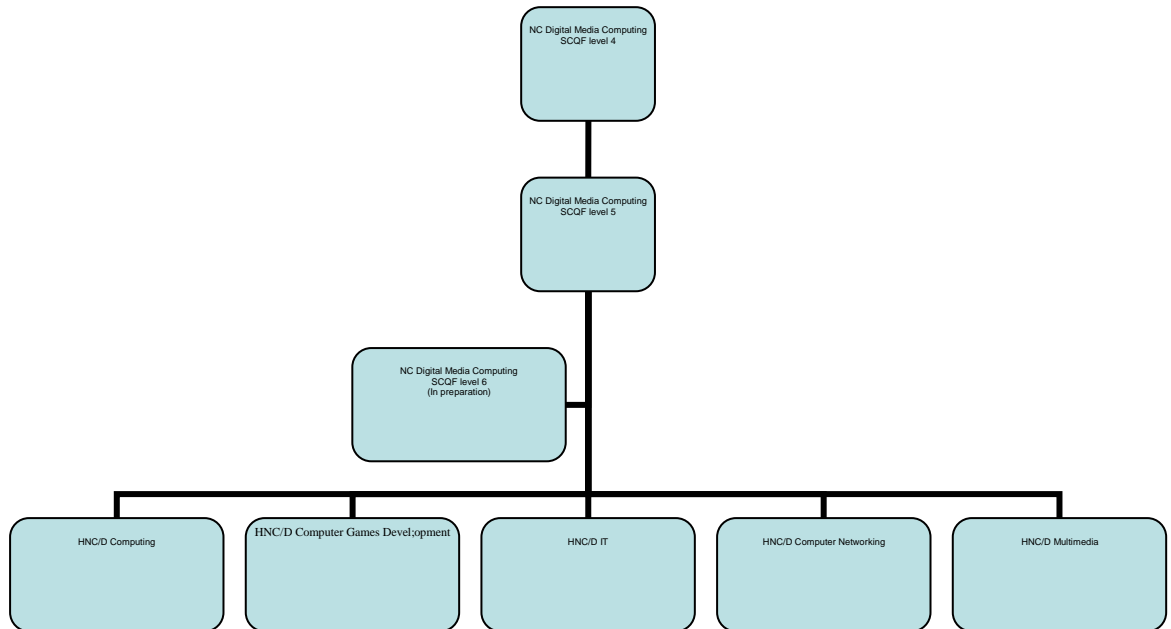 NC Digital Media Computing
SCQF level 4
NC Digital Media Computing
SCQF level 5
NC Digital Media Computing
SCQF level 6
(In preparation)
HNC/D Computing
HNC/D Computer Games Devel;opment
HNC/D IT
HNC/D Computer Networking
HNC/D Multimedia